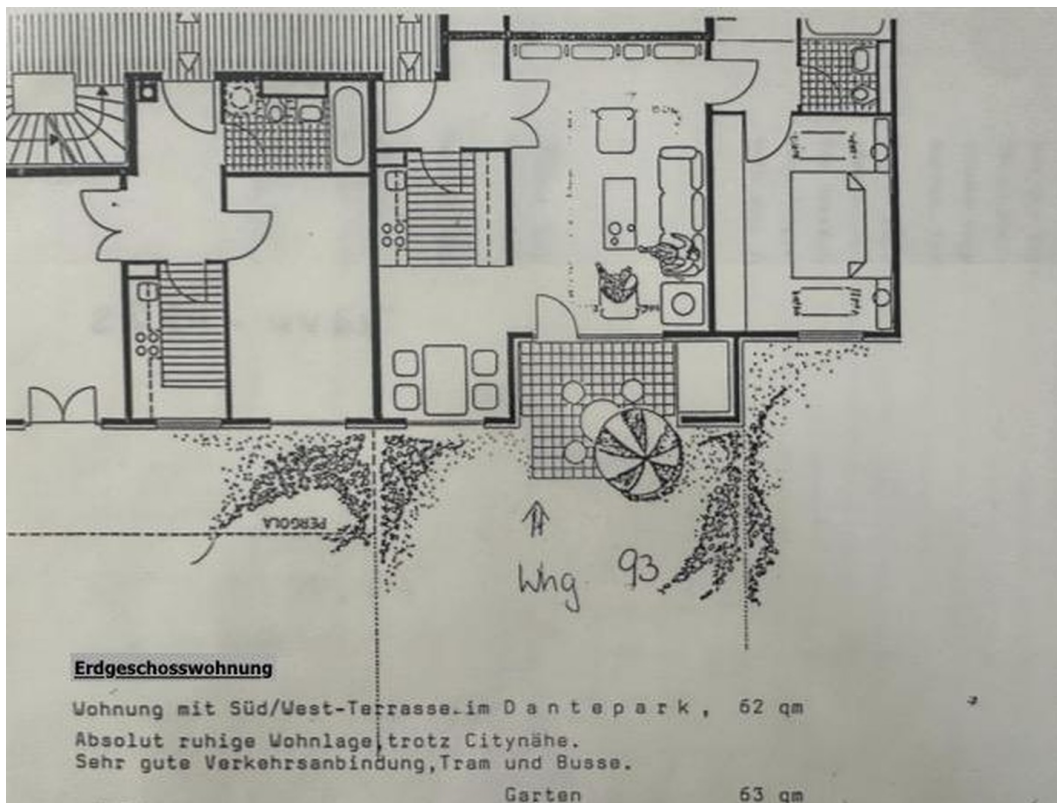 PERGOLA
Whg 93
Erdgeschosswohnung
Wohnung mit Süd/West-Terrasse.im Dantepark, 62 qm
Absolut ruhige Wohnlage,trotz Citynähe.
Sehr gute Verkehrsanbindung,Tram und Busse.
Garten 63 qm